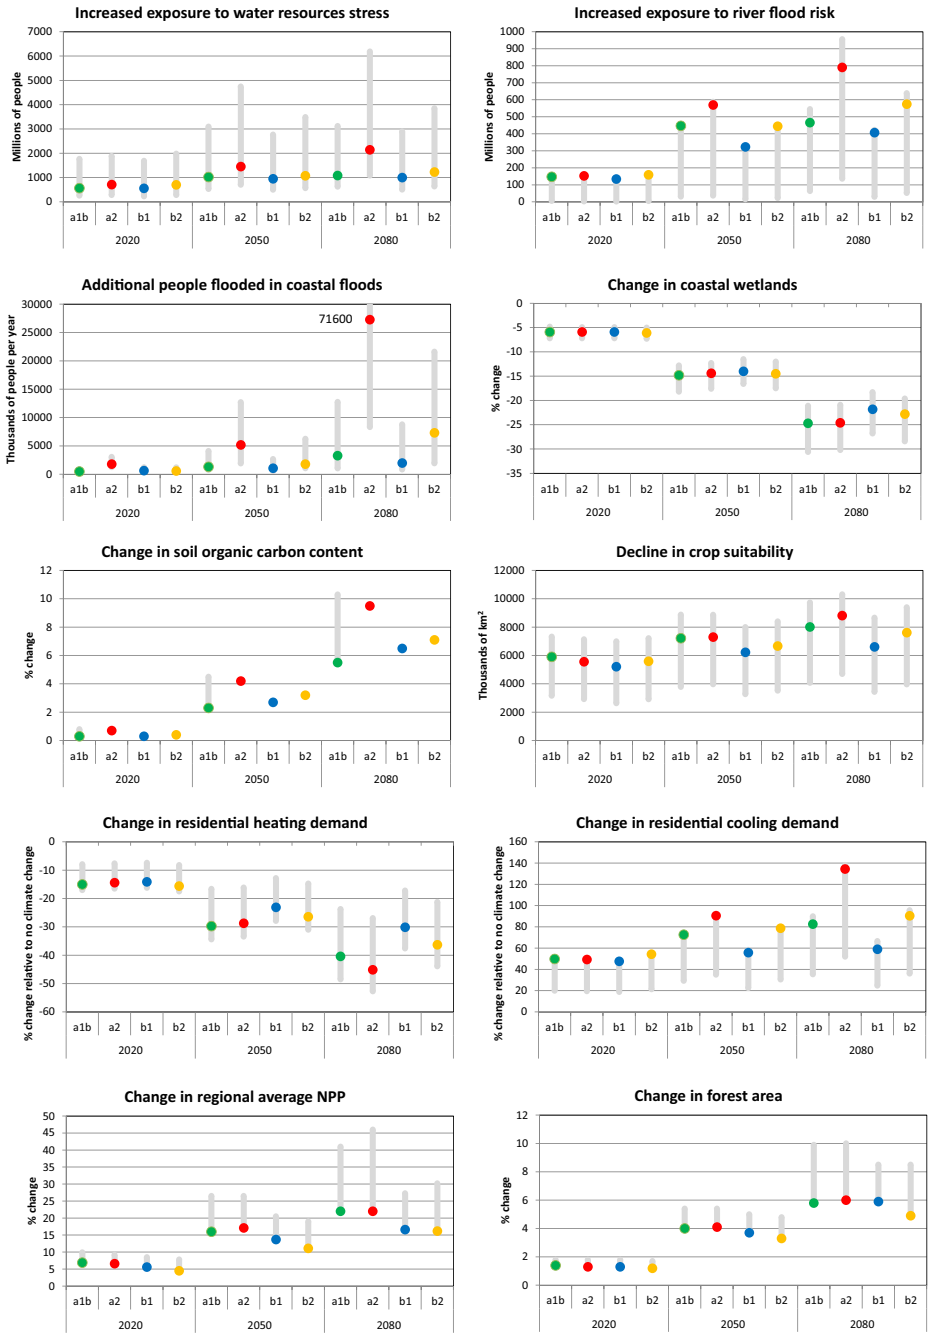 Increased exposure to water resources stress
Millions of people
7000
6000
5000
4000
3000
2000
1000
0
a1b a2 b1 b2 a1b a2 b1 b2 a1b a2 b1 b2
2020 2050 2080
Increased exposure to river flood risk
Millions of people
1000
900
800
700
600
500
400
300
200
100
0
a1b a2 b1 b2 a1b a2 b1 b2 a1b a2 b1 b2
2020 2050 2080
Additional people flooded in coastal floods
Thousands of people per year
30000
25000
20000
15000
10000
5000
0
71600
a1b a2 b1 b2 a1b a2 b1 b2 a1b a2 b1 b2
2020 2050 2080
Change in coastal wetlands
% change
0
-5
-10
-15
-20
-25
-30
-35
a1b a2 b1 b2 a1b a2 b1 b2 a1b a2 b1 b2
2020 2050 2080
Change in soil organic carbon content
% change
12
10
8
6
4
2
0
a1b a2 b1 b2 a1b a2 b1 b2 a1b a2 b1 b2
2020 2050 2080
Decline in crop suitability
Thousands of km²
12000
10000
8000
6000
4000
2000
0
a1b a2 b1 b2 a1b a2 b1 b2 a1b a2 b1 b2
2020 2050 2080
Change in residential heating demand
% change relative to no climate change
0
-10
-20
-30
-40
-50
-60
a1b a2 b1 b2 a1b a2 b1 b2 a1b a2 b1 b2
2020 2050 2080
Change in residential cooling demand
% change relative to no climate change
160
140
120
100
80
60
40
20
0
a1b a2 b1 b2 a1b a2 b1 b2 a1b a2 b1 b2
2020 2050 2080
Change in regional average NPP
% change
50
45
40
35
30
25
20
15
10
5
0
a1b a2 b1 b2 a1b a2 b1 b2 a1b a2 b1 b2
2020 2050 2080
Change in forest area
% change
12
10
8
6
4
2
0
a1b a2 b1 b2 a1b a2 b1 b2 a1b a2 b1 b2
2020 2050 2080